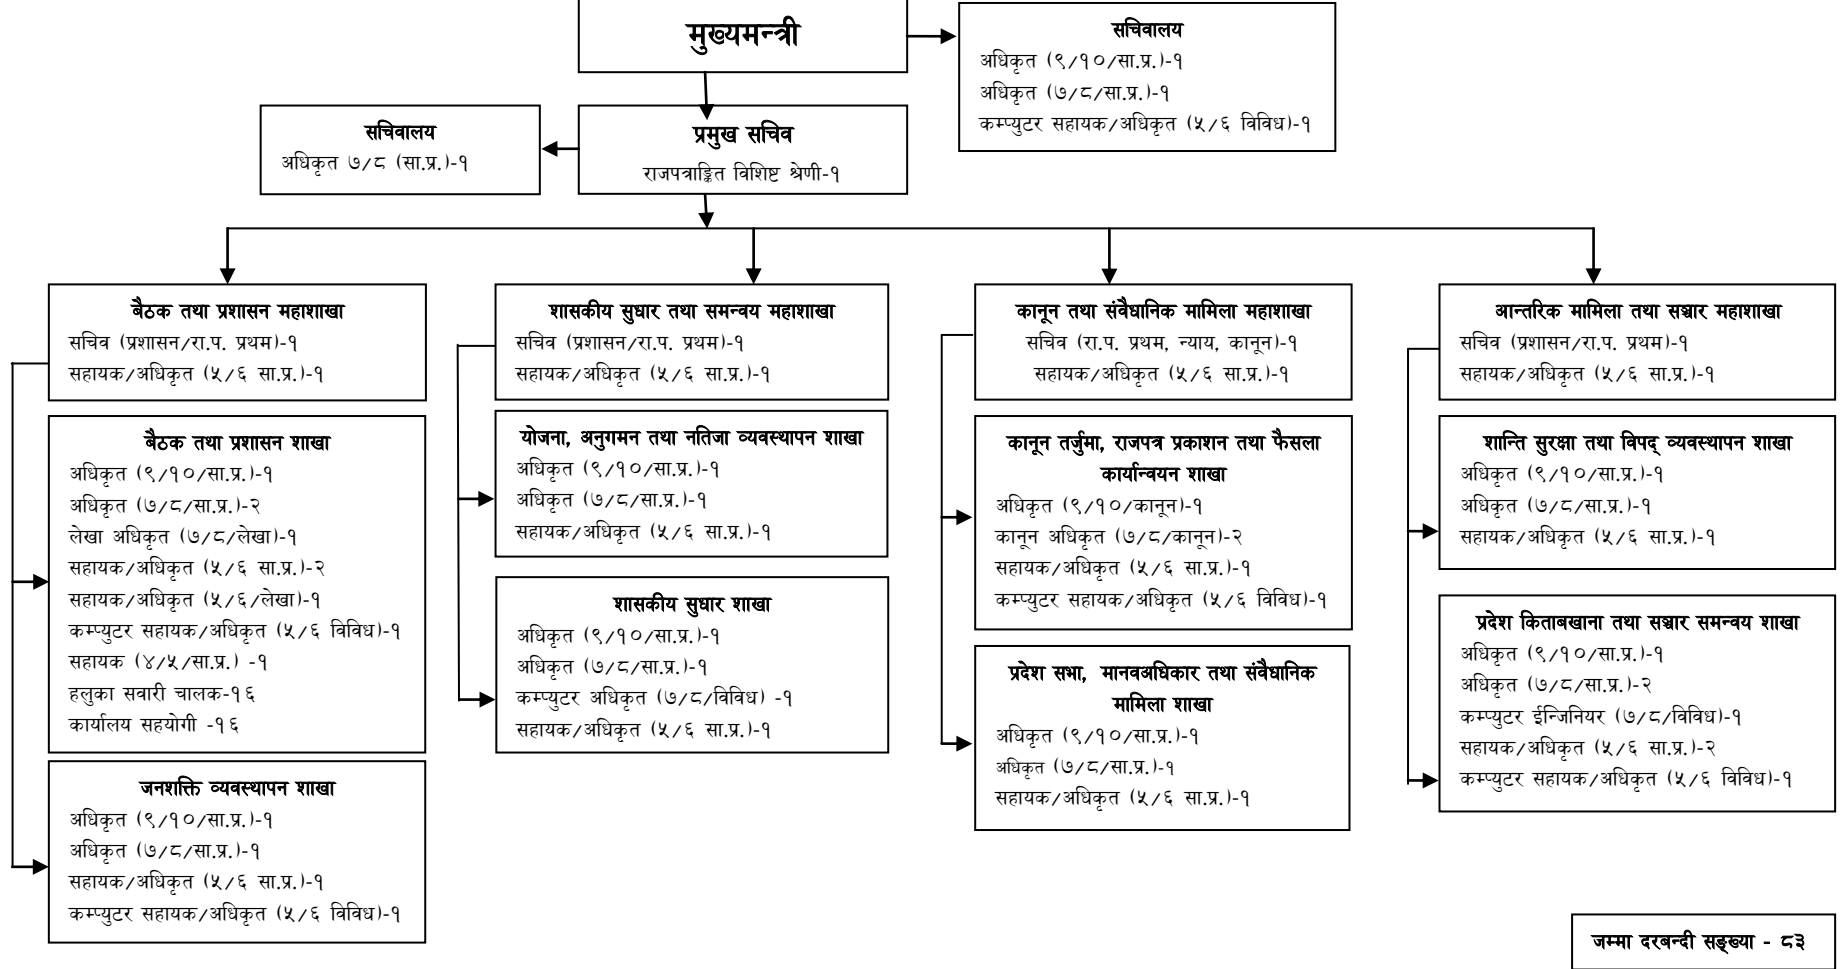 मुख्यमन्त्री
सचिवालय
अधिकृत (९/१०/सा.प्र.)-१
अधिकृत (७/८/सा.प्र.)-१
कम्प्युटर सहायक/अधिकृत (५/६ विविध)-१
सचिवालय
अधिकृत ७/८ (सा.प्र.)-१
प्रमुख सचिव
राजपत्राङ्कित विशिष्ट श्रेणी-१
बैठक तथा प्रशासन महाशाखा
सचिव (प्रशासन/रा.प. प्रथम)-१
सहायक/अधिकृत (५/६ सा.प्र.)-१
बैठक तथा प्रशासन शाखा
अधिकृत (९/१०/सा.प्र.)-१
अधिकृत (७/८/सा.प्र.)-२
लेखा अधिकृत (७/८/लेखा)-१
सहायक/अधिकृत (५/६ सा.प्र.)-२
सहायक/अधिकृत (५/६/लेखा)-१
कम्प्युटर सहायक/अधिकृत (५/६ विविध)-१
सहायक (४/५/सा.प्र.) -१
हलुका सवारी चालक-१६
कार्यालय सहयोगी -१६
जनशक्ति व्यवस्थापन शाखा
अधिकृत (९/१०/सा.प्र.)-१
अधिकृत (७/८/सा.प्र.)-१
सहायक/अधिकृत (५/६ सा.प्र.)-१
कम्प्युटर सहायक/अधिकृत (५/६ विविध)-१
शासकीय सुधार तथा समन्वय महाशाखा
सचिव (प्रशासन/रा.प. प्रथम)-१
सहायक/अधिकृत (५/६ सा.प्र.)-१
योजना, अनुगमन तथा नतिजा व्यवस्थापन शाखा
अधिकृत (९/१०/सा.प्र.)-१
अधिकृत (७/८/सा.प्र.)-१
सहायक/अधिकृत (५/६ सा.प्र.)-१
शासकीय सुधार शाखा
अधिकृत (९/१०/सा.प्र.)-१
अधिकृत (७/८/सा.प्र.)-१
कम्प्युटर अधिकृत (७/८/विविध) -१
सहायक/अधिकृत (५/६ सा.प्र.)-१
कानून तथा संवैधानिक मामिला महाशाखा
सचिव (रा.प. प्रथम, न्याय, कानून)-१
सहायक/अधिकृत (५/६ सा.प्र.)-१
कानून तर्जुमा, राजपत्र प्रकाशन तथा फैसला
कार्यान्वयन शाखा
अधिकृत (९/१०/कानून)-१
कानून अधिकृत (७/८/कानून)-२
सहायक/अधिकृत (५/६ सा.प्र.)-१
कम्प्युटर सहायक/अधिकृत (५/६ विविध)-१
प्रदेश सभा, मानवअधिकार तथा संवैधानिक
मामिला शाखा
अधिकृत (९/१०/सा.प्र.)-१
अधिकृत (७/८/सा.प्र.)-१
सहायक/अधिकृत (५/६ सा.प्र.)-१
आन्तरिक मामिला तथा सञ्चार महाशाखा
सचिव (प्रशासन/रा.प. प्रथम)-१
सहायक/अधिकृत (५/६ सा.प्र.)-१
शान्ति सुरक्षा तथा विपद् व्यवस्थापन शाखा
अधिकृत (९/१०/सा.प्र.)-१
अधिकृत (७/८/सा.प्र.)-१
सहायक/अधिकृत (५/६ सा.प्र.)-१
प्रदेश किताबखाना तथा सञ्चार समन्वय शाखा
अधिकृत (९/१०/सा.प्र.)-१
अधिकृत (७/८/सा.प्र.)-२
कम्प्युटर ईन्जिनियर (७/८/विविध)-१
सहायक/अधिकृत (५/६ सा.प्र.)-२
कम्प्युटर सहायक/अधिकृत (५/६ विविध)-१
जम्मा दरबन्दी सङ्ख्या - ८३